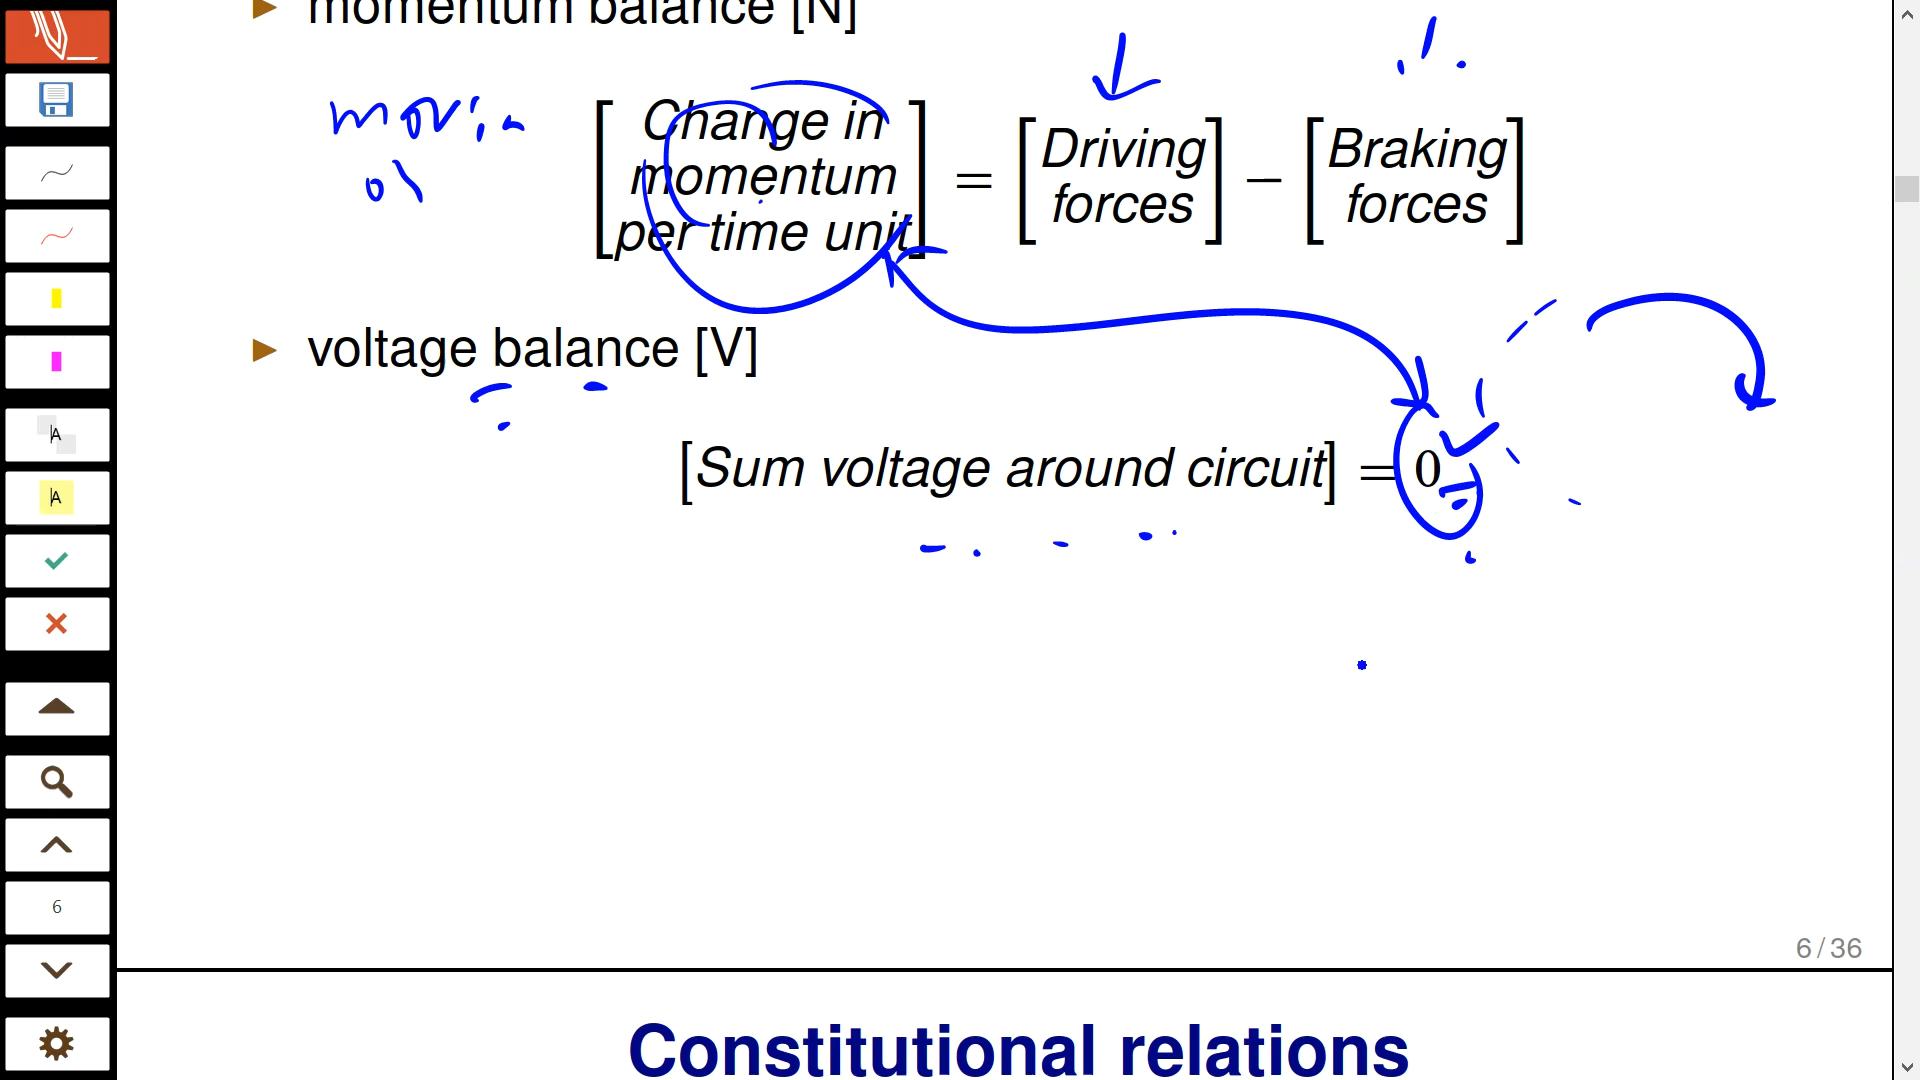 ▶ momentum balance [N]
[Change in momentum per time unit] = [Driving forces] − [Braking forces]
▶ voltage balance [V]
[Sum voltage around circuit] = 0
A
A
6
6/36
Constitutional relations